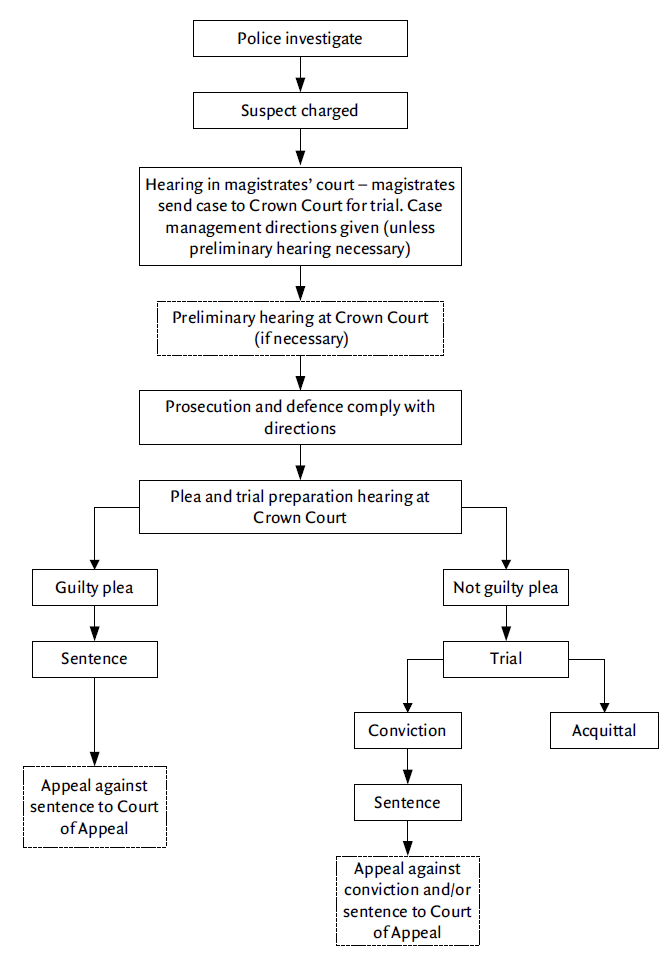 Police investigate
Suspect charged
Hearing in magistrates’ court – magistrates
send case to Crown Court for trial. Case
management directions given (unless
preliminary hearing necessary)
Preliminary hearing at Crown Court
(if necessary)
Prosecution and defence comply with
directions
Plea and trial preparation hearing at
Crown Court
Guilty plea
Not guilty plea
Sentence
Trial
Conviction
Acquittal
Appeal against
sentence to Court
of Appeal
Sentence
Appeal against
conviction and/or
sentence to Court
of Appeal